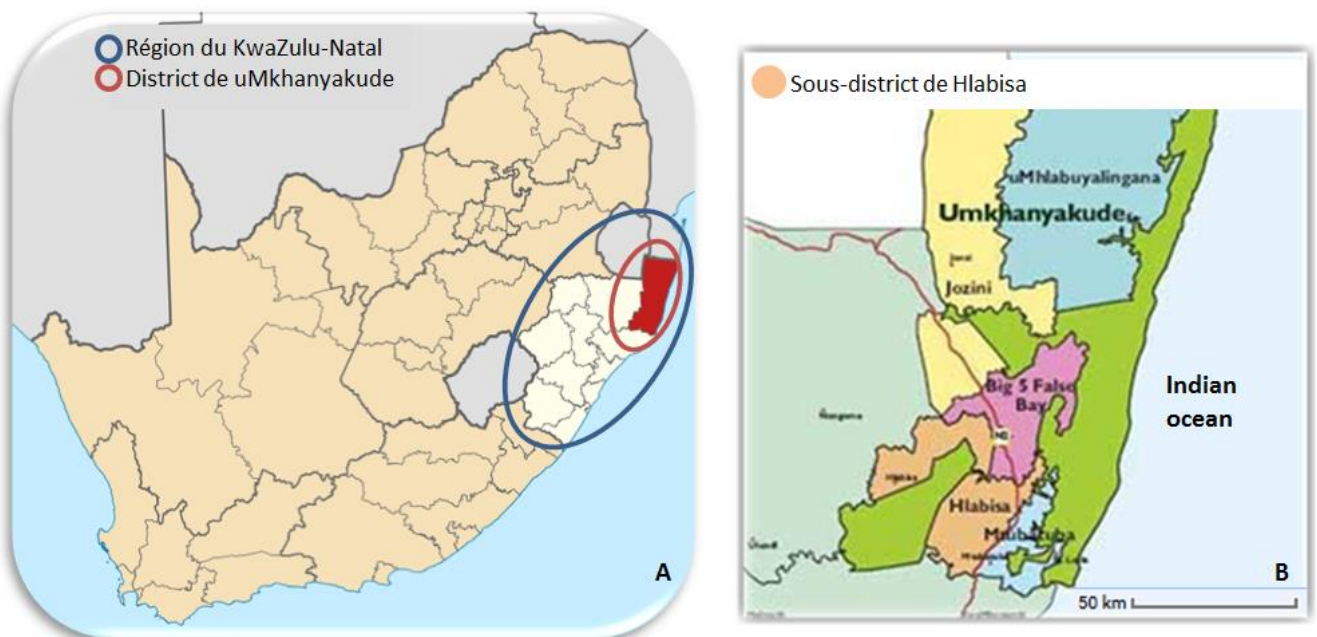 Région du KwaZulu-Natal
District de uMkhanyakude
A
Sous-district de Hlabisa
uMhlabuyalingana
Umkhanyakude
Jozini
Jozini
Big 5 False
Bay
Indian
ocean
Hlabisa
Mtubatuba
B
50 km